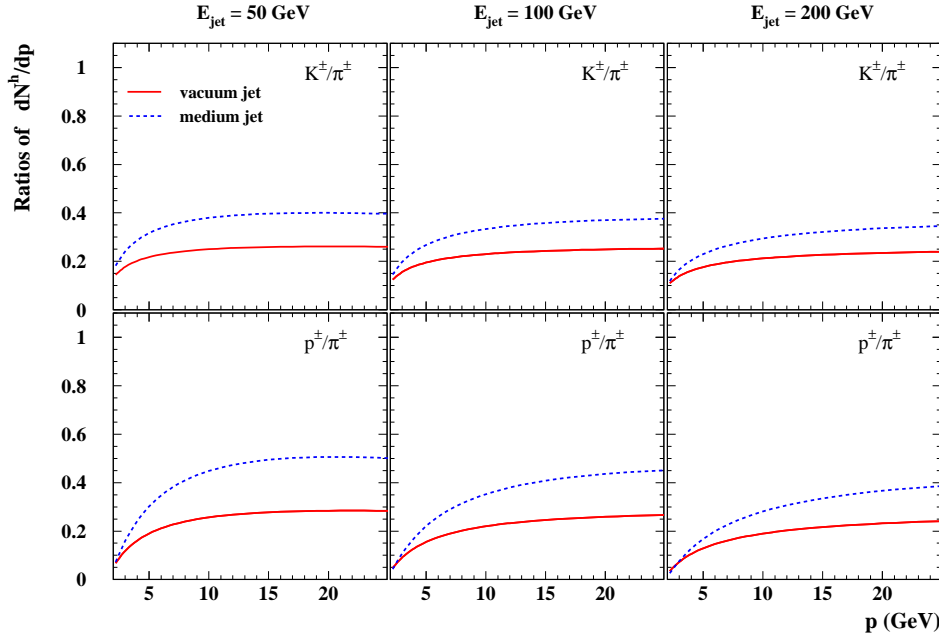 E_jet = 50 GeV E_jet = 100 GeV E_jet = 200 GeV
Ratios of dN^h/dp
1
0.8
0.6
0.4
0.2
0
K^±/π^± K^±/π^± K^±/π^±
vacuum jet
medium jet
1
0.8
0.6
0.4
0.2
0
p^±/π^± p^±/π^± p^±/π^±
5 10 15 20 5 10 15 20 5 10 15 20
p (GeV)